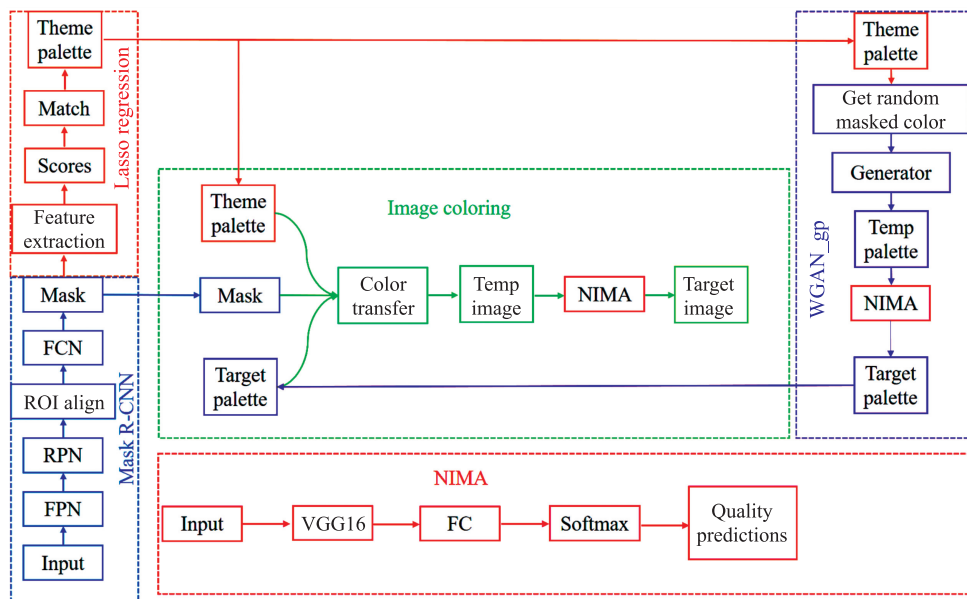 Theme
palette
Match
Scores
Feature
extraction
Lasso regression
Mask
FCN
ROI align
RPN
FPN
Input
Mask R-CNN
Image coloring
Theme
palette
Mask
Target
palette
Color
transfer
Temp
image
NIMA
Target
image
Theme
palette
Get random
masked color
Generator
Temp
palette
NIMA
Target
palette
WGAN_gp
NIMA
Input
VGG16
FC
Softmax
Quality
predictions